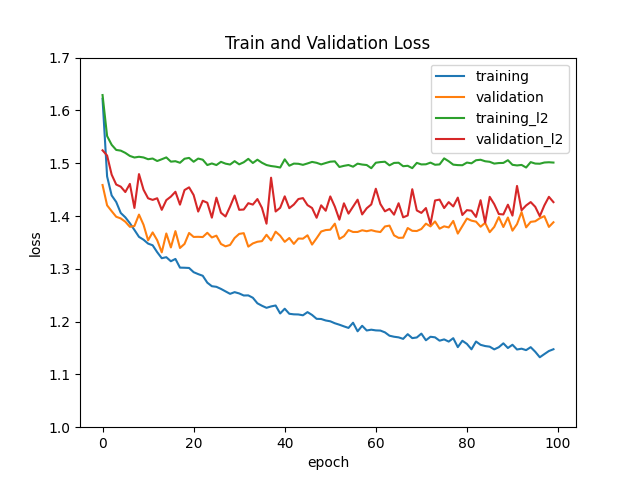 Train and Validation Loss
1.7
1.6
1.5
1.4
1.3
1.2
1.1
1.0
loss
training
validation
training_l2
validation_l2
0 20 40 60 80 100
epoch